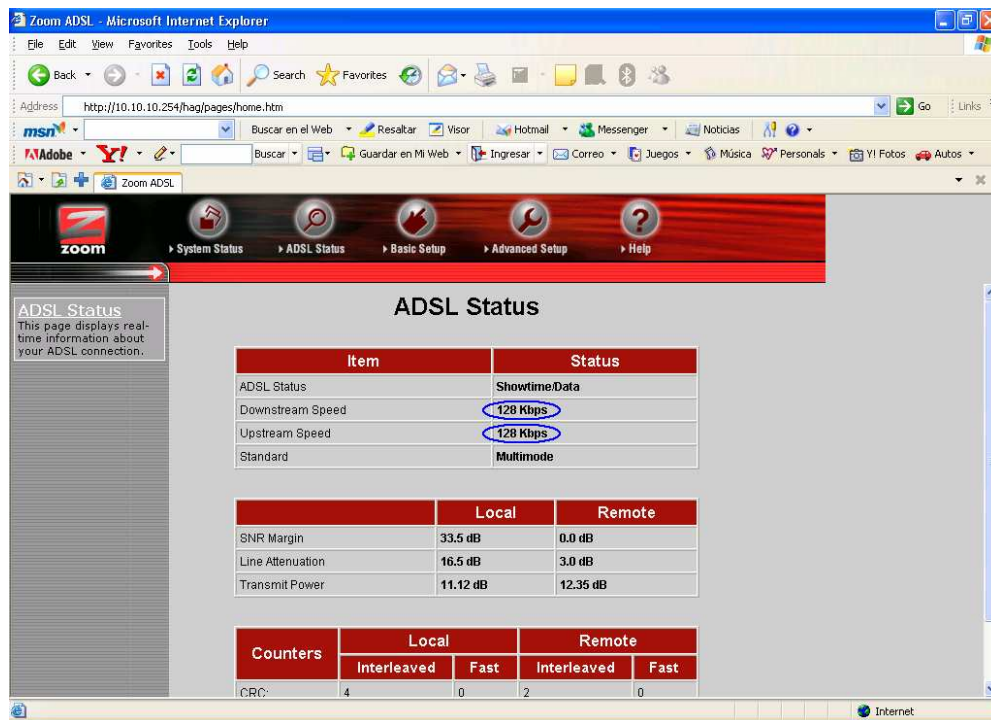 Zoom ADSL - Microsoft Internet Explorer
File Edit View Favorites Tools Help
Back Search Favorites
Address http://10.10.10.254/hag/pages/home.htm Go Links
msn Buscar en el Web Resaltar Visor Hotmail Messenger Noticias
Adobe Y! Buscar Guardar en Mi Web Ingresar Correo Juegos Música Personals Y! Fotos Autos
Zoom ADSL
zoom System Status ADSL Status Basic Setup Advanced Setup Help
ADSL Status
This page displays real-
time information about
your ADSL connection.
ADSL Status
Item Status
ADSL Status Showtime/Data
Downstream Speed 128 Kbps
Upstream Speed 128 Kbps
Standard Multimode
Local Remote
SNR Margin 33.5 dB 0.0 dB
Line Attenuation 16.5 dB 3.0 dB
Transmit Power 11.12 dB 12.35 dB
Counters Local Remote
Interleaved Fast Interleaved Fast
CRC: 4 0 2 0
Internet